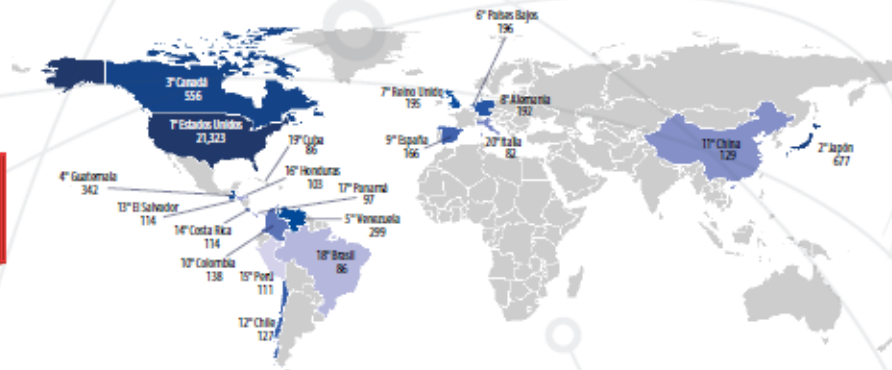 6° Países Bajos
196
3° Canadá
556
7° Reino Unido
195
8° Alemania
192
1° Estados Unidos
21,323
19° Cuba
86
9° España
166
20° Italia
82
11° China
129
2° Japón
677
4° Guatemala
342
16° Honduras
103
17° Panamá
97
13° El Salvador
114
5° Venezuela
299
14° Costa Rica
114
18° Brasil
86
10° Colombia
138
15° Perú
111
12° Chile
127